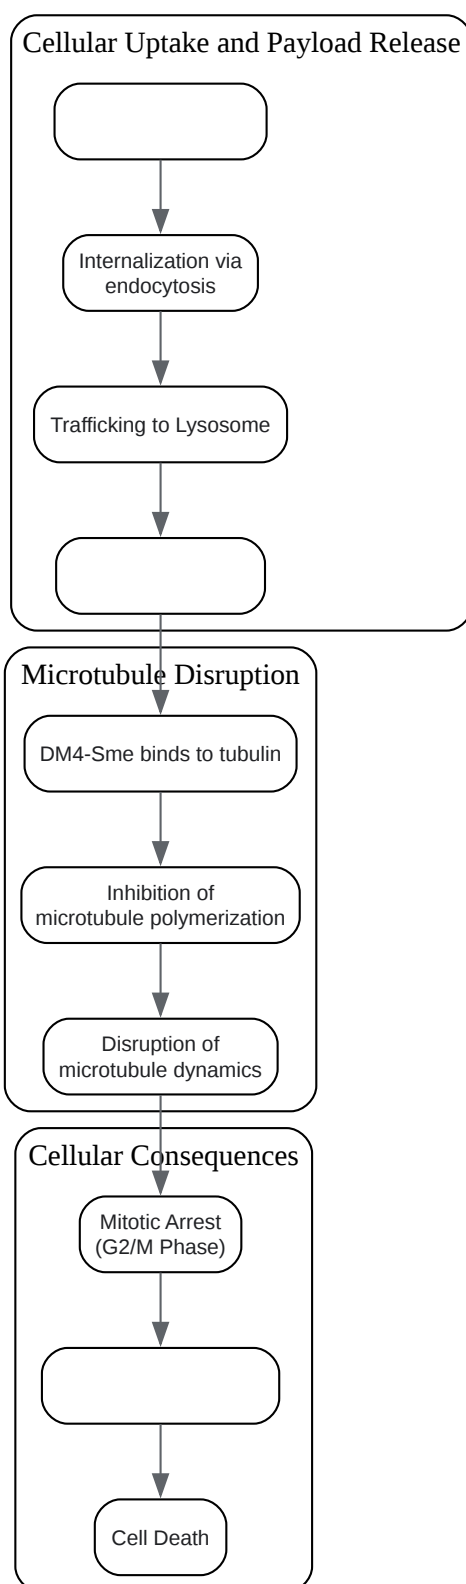 Cellular Uptake and Payload Release
Internalization via
endocytosis
Trafficking to Lysosome
Microtubule Disruption
DM4-Sme binds to tubulin
Inhibition of
microtubule polymerization
Disruption of
microtubule dynamics
Cellular Consequences
Mitotic Arrest
(G2/M Phase)
Cell Death